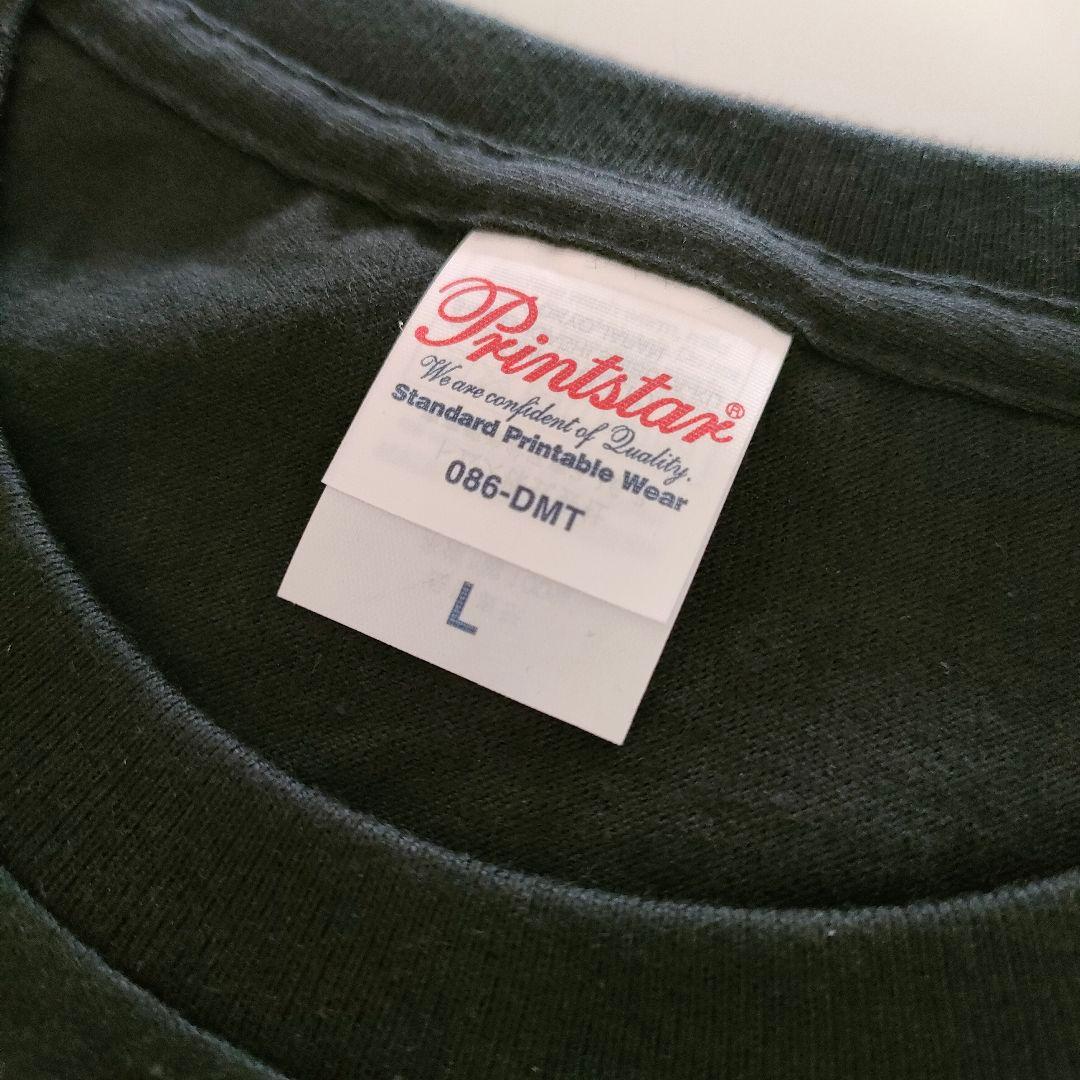 Printstar®
We are confident of Quality.
Standard Printable Wear
086-DMT
L